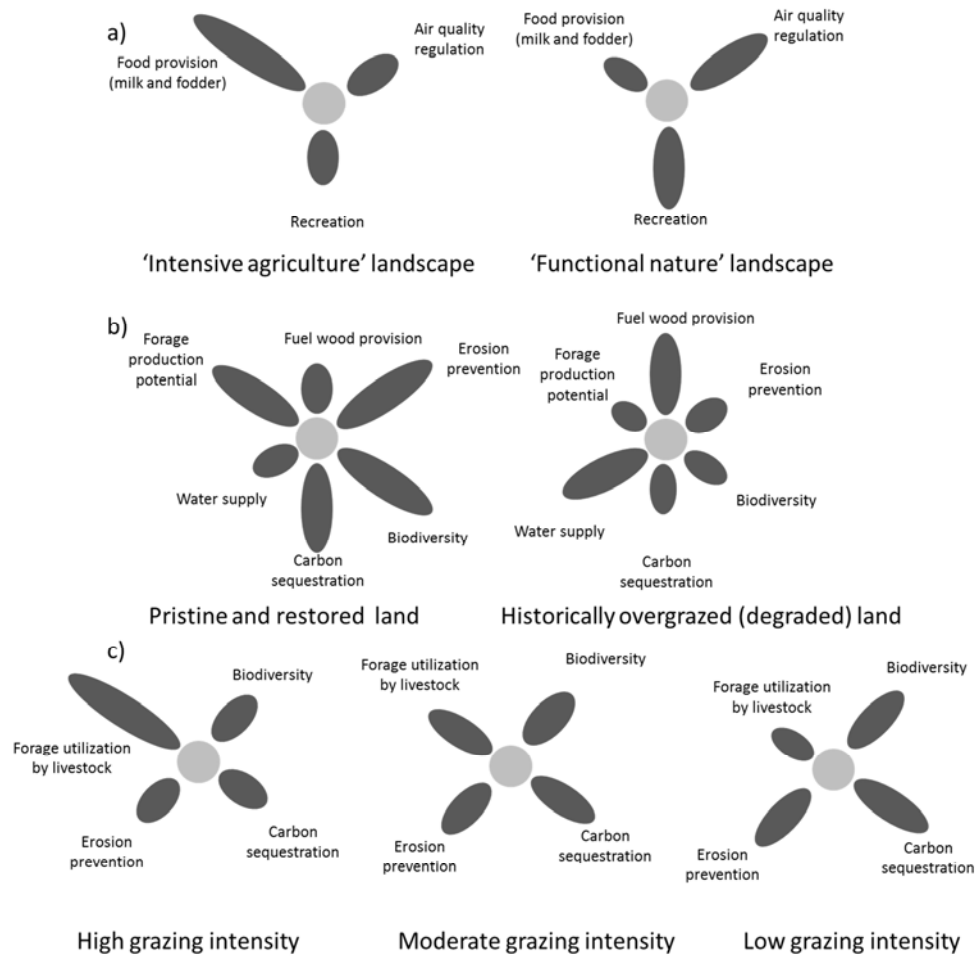 a)
Food provision
(milk and fodder)
Air quality
regulation
Recreation
'Intensive agriculture' landscape
Food provision
(milk and fodder)
Air quality
regulation
Recreation
'Functional nature' landscape
b)
Forage
production
potential
Fuel wood provision
Erosion
prevention
Water supply
Biodiversity
Carbon
sequestration
Pristine and restored land
Fuel wood provision
Forage
production
potential
Erosion
prevention
Water supply
Biodiversity
Carbon
sequestration
Historically overgrazed (degraded) land
c)
Biodiversity
Forage utilization
by livestock
Erosion
prevention
Carbon
sequestration
High grazing intensity
Forage utilization
by livestock
Biodiversity
Erosion
prevention
Carbon
sequestration
Moderate grazing intensity
Forage utilization
by livestock
Biodiversity
Erosion
prevention
Carbon
sequestration
Low grazing intensity